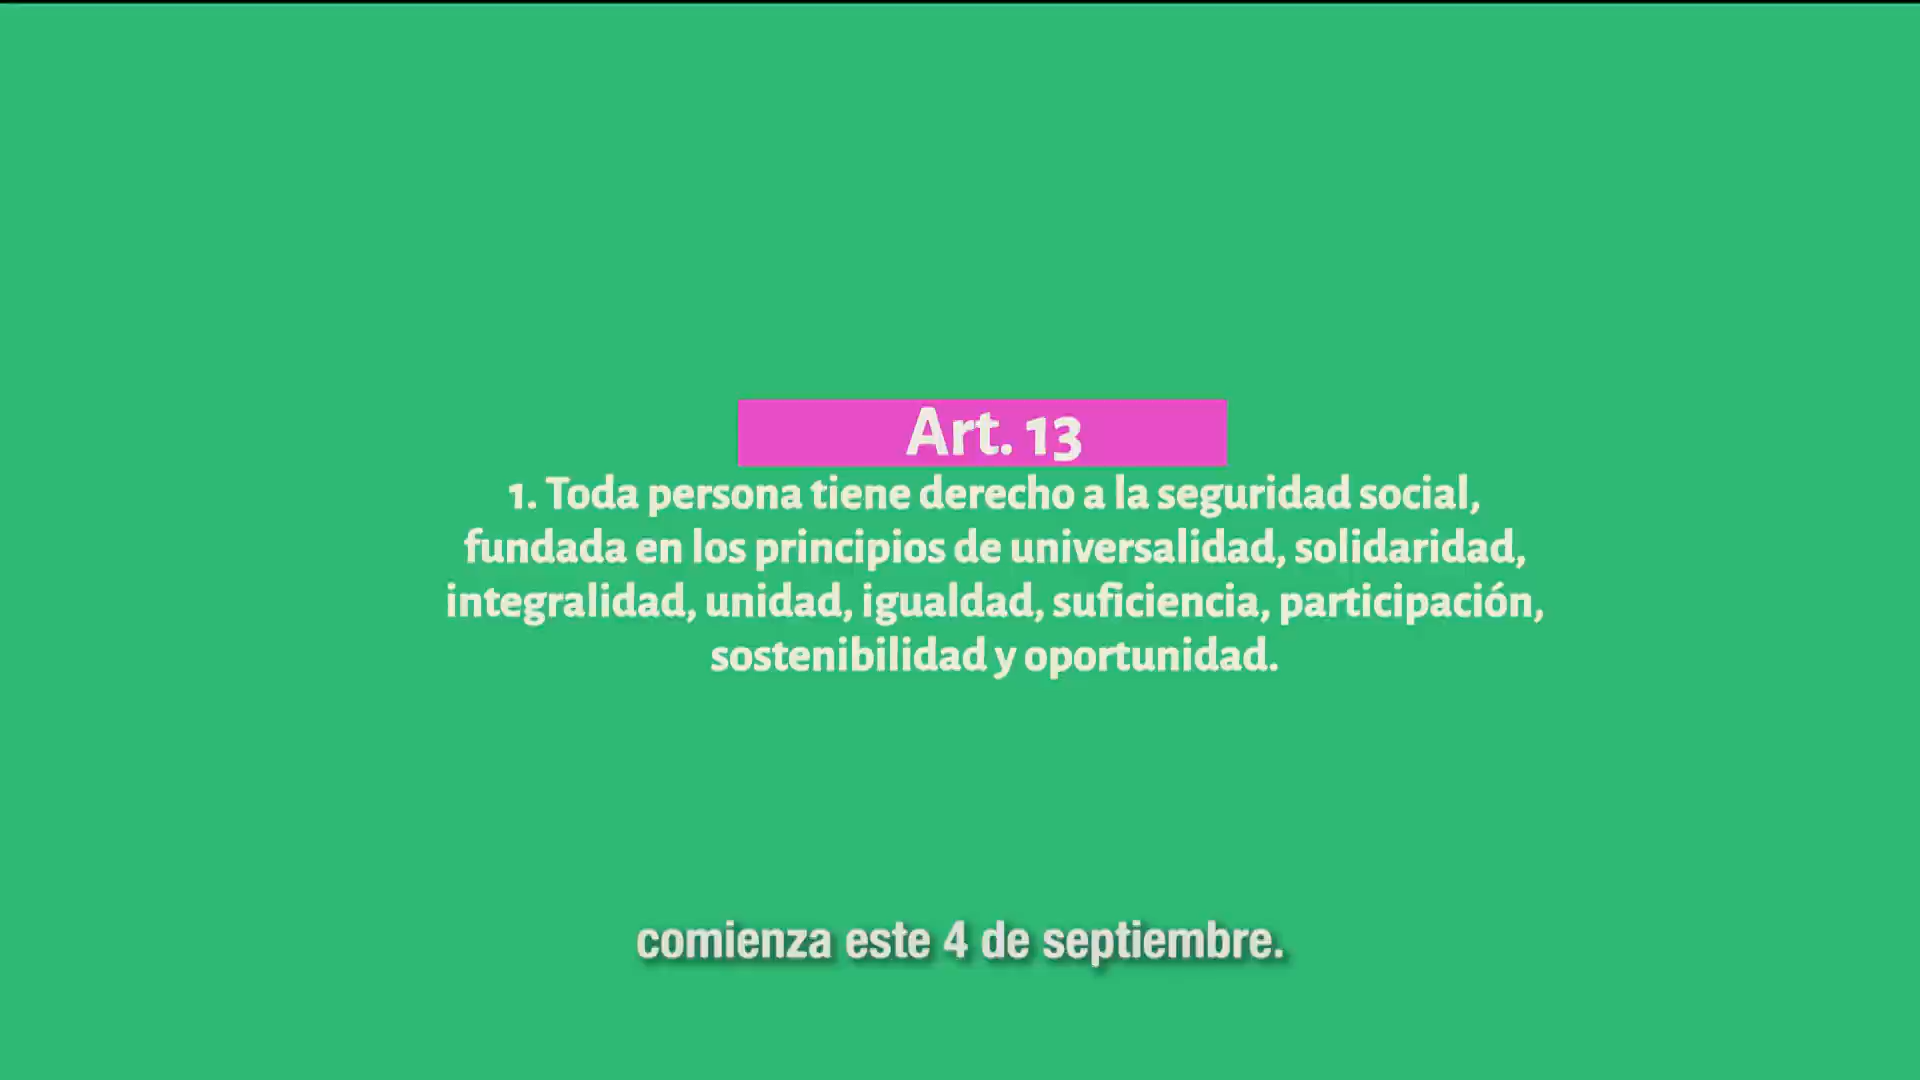 Art. 13
1. Toda persona tiene derecho a la seguridad social,
fundada en los principios de universalidad, solidaridad,
integralidad, unidad, igualdad, suficiencia, participación,
sostenibilidad y oportunidad.
comienza este 4 de septiembre.